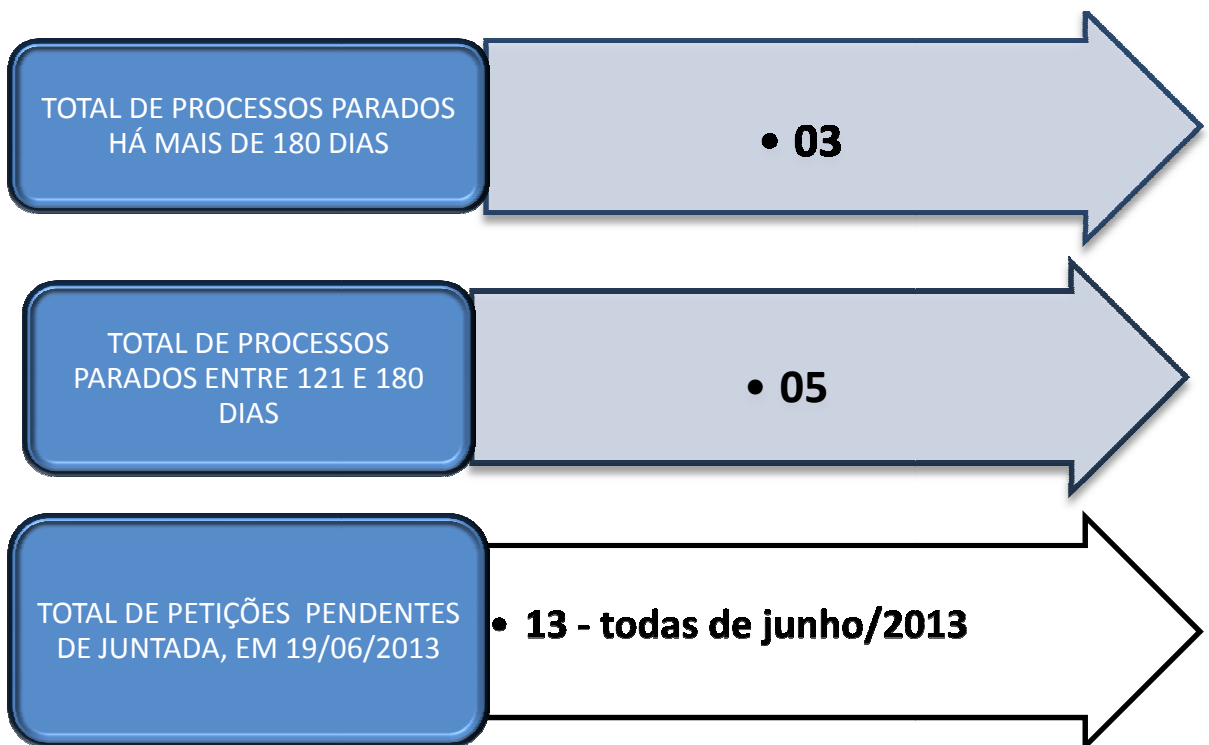 TOTAL DE PROCESSOS PARADOS
HÁ MAIS DE 180 DIAS
• 03
TOTAL DE PROCESSOS
PARADOS ENTRE 121 E 180
DIAS
• 05
TOTAL DE PETIÇÕES PENDENTES
DE JUNTADA, EM 19/06/2013
• 13 - todas de junho/2013